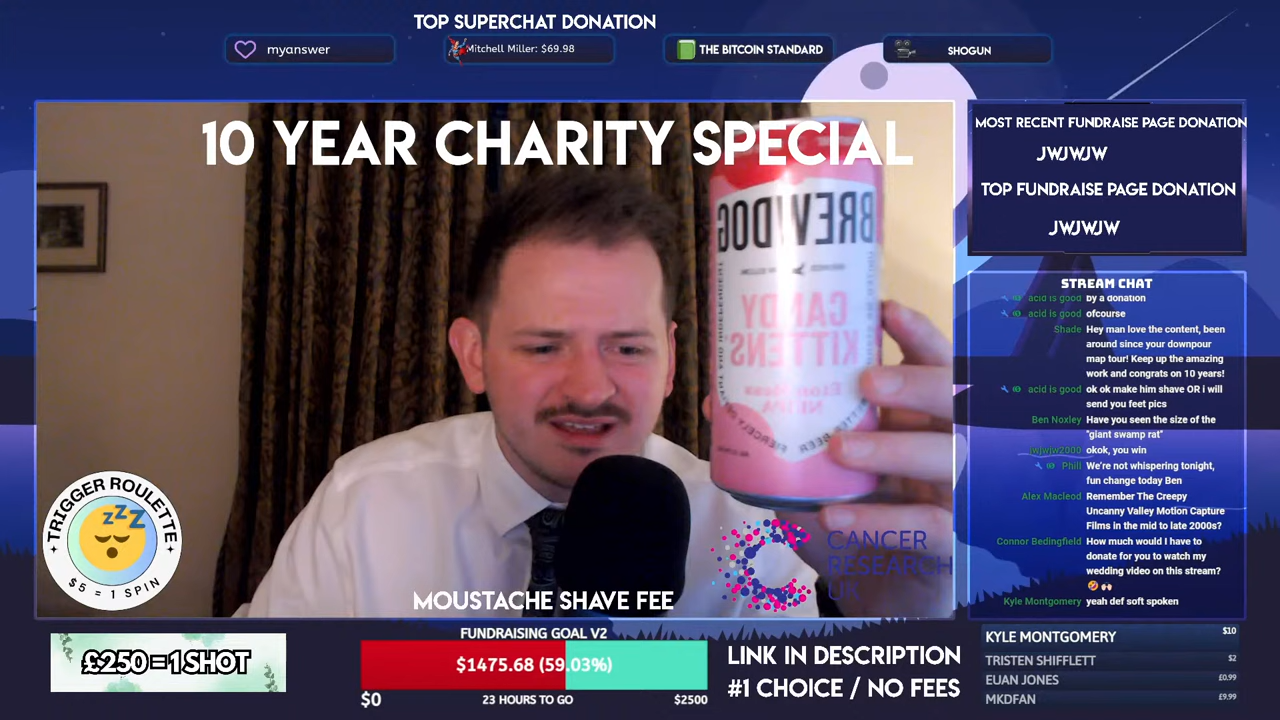 TOP SUPERCHAT DONATION
myanswer
Mitchell Miller: $69.98
THE BITCOIN STANDARD
SHOGUN
10 YEAR CHARITY SPECIAL
BREWDOG
CANDY
KITTENS
Eton Mess
NEIPA
FIERCELY
BETTER BEER
MOST RECENT FUNDRAISE PAGE DONATION
JWJWJW
TOP FUNDRAISE PAGE DONATION
JWJWJW
STREAM CHAT
acid is good by a donation
acid is good ofcourse
Shade Hey man love the content, been
around since your downpour
map tour! Keep up the amazing
work and congrats on 10 years!
acid is good ok ok make him shave OR i will
send you feet pics
Ben Noxley Have you seen the size of the
"giant swamp rat"
jwjwjw2000 okok, you win
Phill We're not whispering tonight,
fun change today Ben
Alex Macleod Remember The Creepy
Uncanny Valley Motion Capture
Films in the mid to late 2000s?
Connor Bedingfield How much would I have to
donate for you to watch my
wedding video on this stream?
🤣 🙌🏻
Kyle Montgomery yeah def soft spoken
TRIGGER ROULETTE
zzz
$5 = 1 SPIN
CANCER
RESEARCH
UK
MOUSTACHE SHAVE FEE
£250 = 1 SHOT
FUNDRAISING GOAL V2
$1475.68 (59.03%)
$0
23 HOURS TO GO
$2500
LINK IN DESCRIPTION
#1 CHOICE / NO FEES
KYLE MONTGOMERY $10
TRISTEN SHIFFLETT $2
EUAN JONES £0.99
MKDFAN £9.99